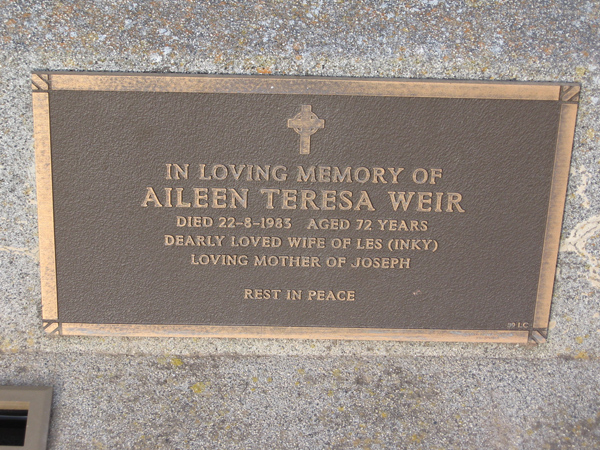 IN LOVING MEMORY OF
AILEEN TERESA WEIR
DIED 22-8-1983 AGED 72 YEARS
DEARLY LOVED WIFE OF LES (INKY)
LOVING MOTHER OF JOSEPH
REST IN PEACE